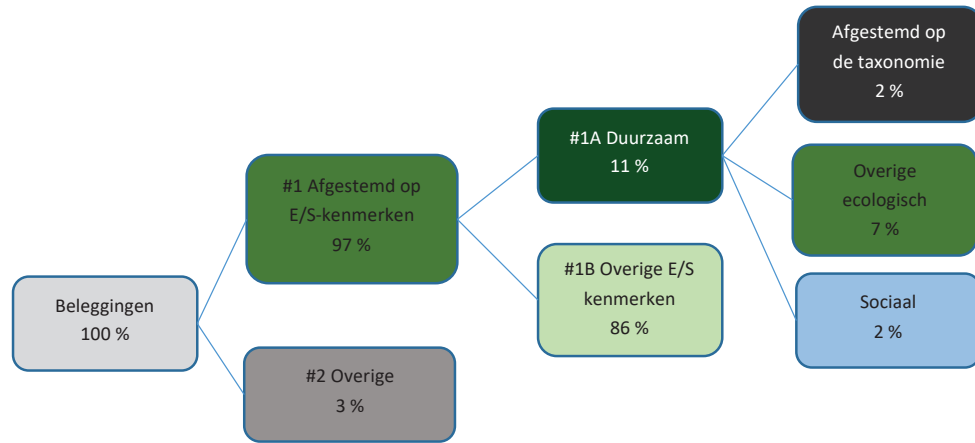 Beleggingen
100 %
#1 Afgestemd op
E/S-kenmerken
97 %
#2 Overige
3 %
#1A Duurzaam
11 %
#1B Overige E/S
kenmerken
86 %
Afgestemd op
de taxonomie
2 %
Overige
ecologisch
7 %
Sociaal
2 %